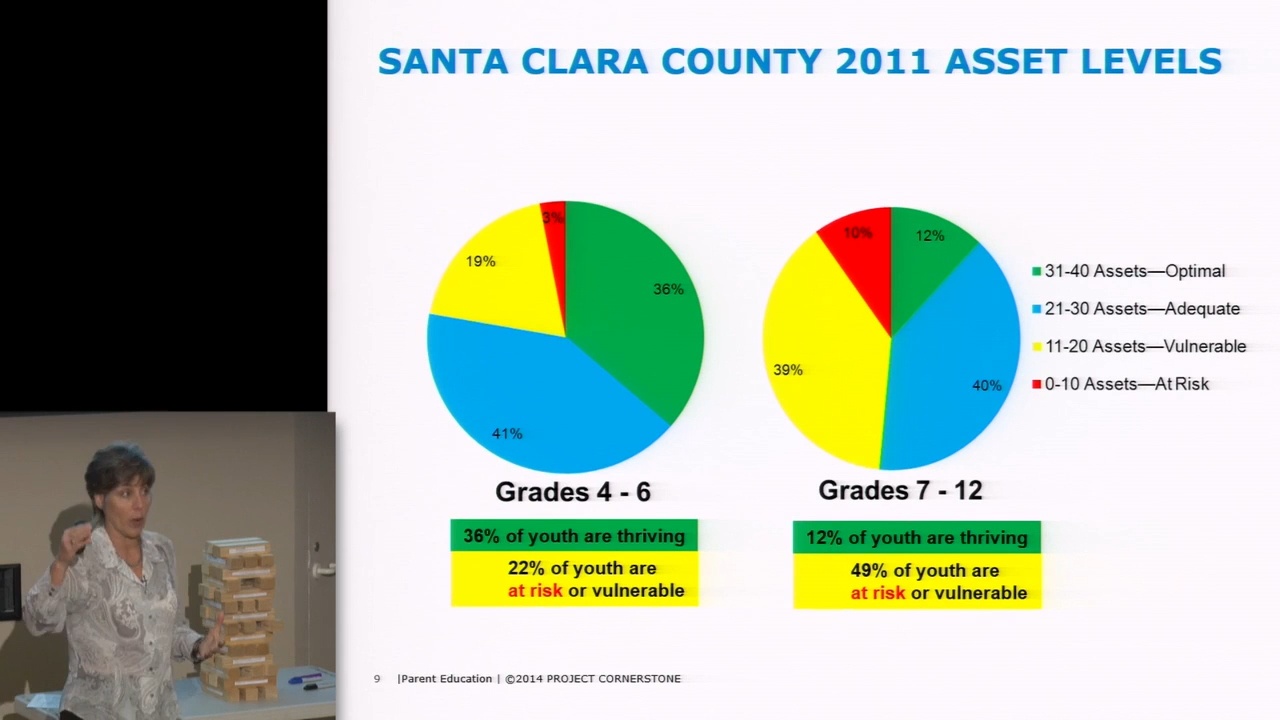 SANTA CLARA COUNTY 2011 ASSET LEVELS
3%
19%
36%
41%
10%
12%
39%
40%
31-40 Assets—Optimal
21-30 Assets—Adequate
11-20 Assets—Vulnerable
0-10 Assets—At Risk
Grades 4 - 6
36% of youth are thriving
22% of youth are
at risk or vulnerable
Grades 7 - 12
12% of youth are thriving
49% of youth are
at risk or vulnerable
9 |Parent Education | ©2014 PROJECT CORNERSTONE